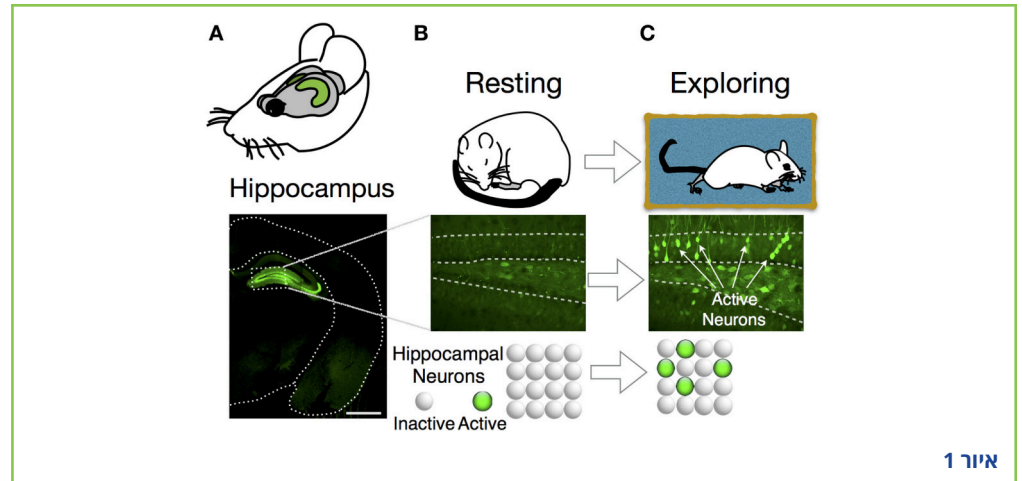 A
B
C
Resting
Exploring
Hippocampus
Active
Neurons
Hippocampal
Neurons
Inactive Active
איור 1